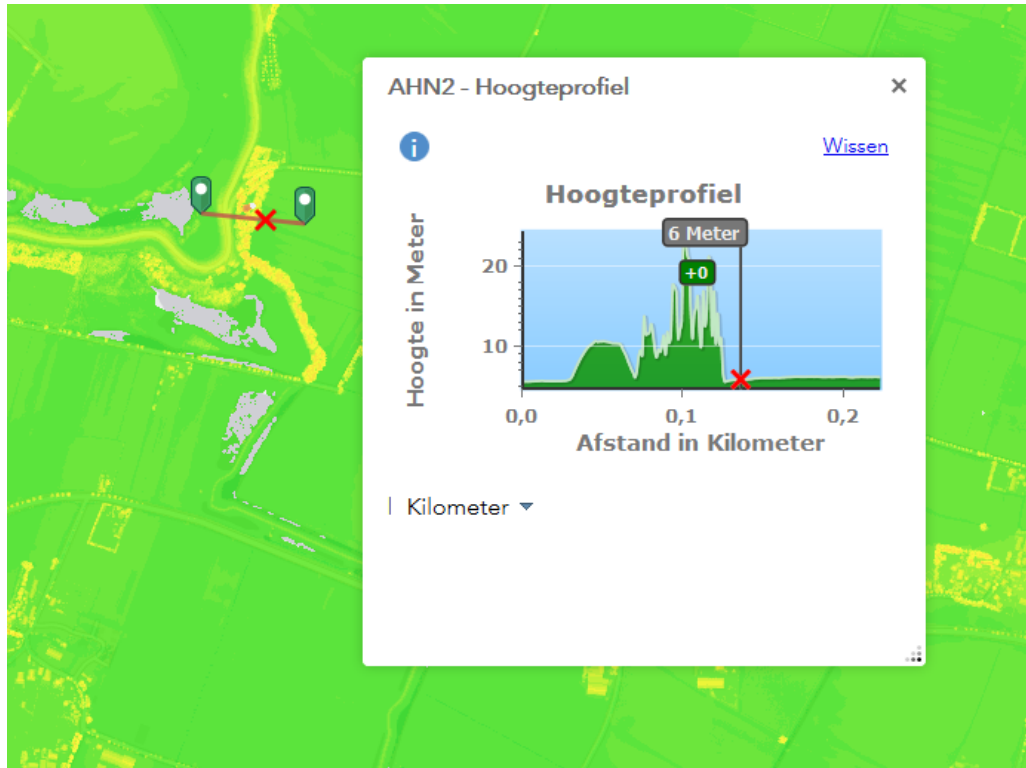 AHN2 - Hoogteprofiel
Wissen
Hoogteprofiel
Hoogte in Meter
6 Meter
+0
20
10
0,0
0,1
0,2
Afstand in Kilometer
| Kilometer